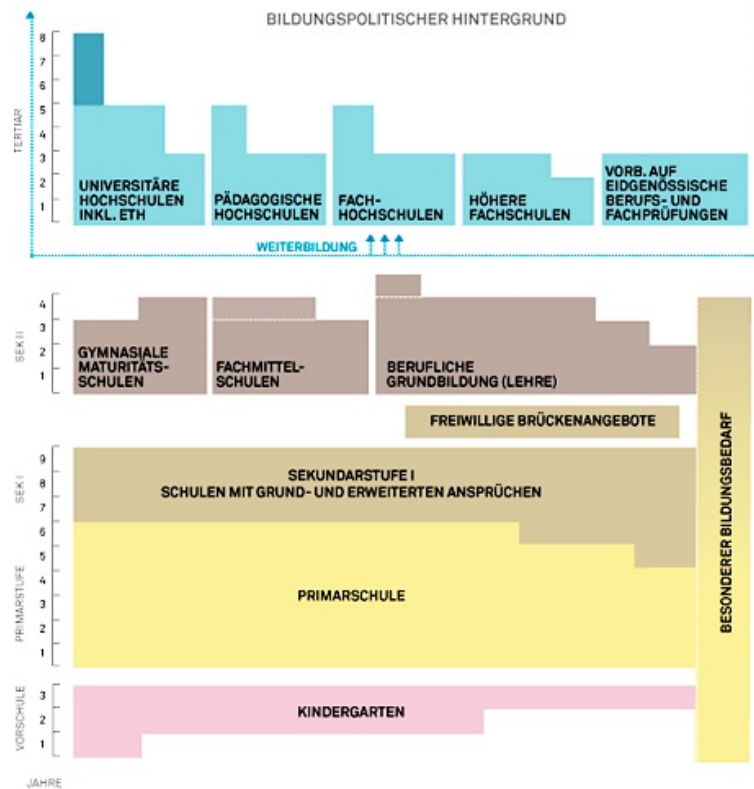 BILDUNGSPOLITISCHER HINTERGRUND
TERTIÄR
8
7
6
5
4
3
2
1
UNIVERSITÄRE
HOCHSCHULEN
INKL. ETH
PÄDAGOGISCHE
HOCHSCHULEN
FACH-
HOCHSCHULEN
HÖHERE
FACHSCHULEN
VORB. AUF
EIDGENÖSSISCHE
BERUFS- UND
FACHPRÜFUNGEN
WEITERBILDUNG
SEK II
4
3
2
1
GYMNASIALE
MATURITÄTS-
SCHULEN
FACHMITTEL-
SCHULEN
BERUFLICHE
GRUNDBILDUNG (LEHRE)
FREIWILLIGE BRÜCKENANGEBOTE
BESONDERER BILDUNGSBEDARF
SEK I
9
8
7
SEKUNDARSTUFE I
SCHULEN MIT GRUND- UND ERWEITERTEN ANSPRÜCHEN
PRIMARSTUFE
6
5
4
3
2
1
PRIMARSCHULE
VORSCHULE
3
2
1
KINDERGARTEN
JAHRE